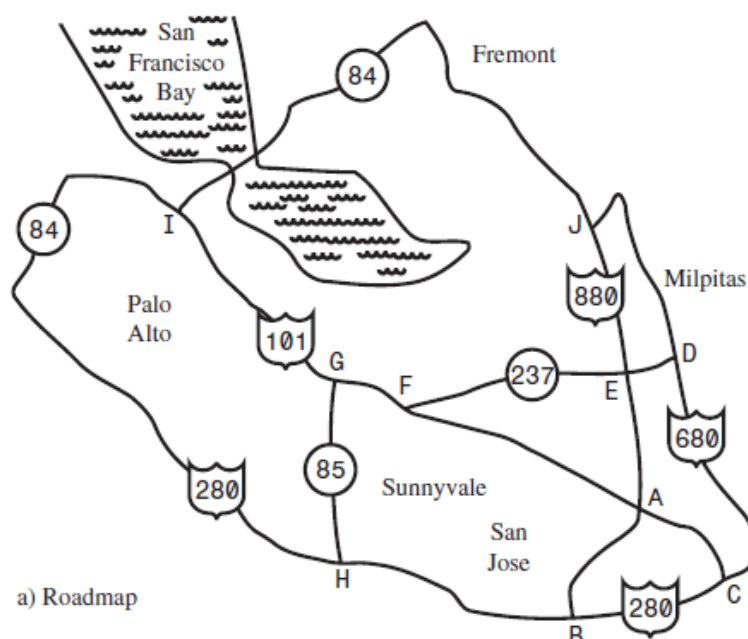 San
Francisco
Bay
84
Fremont
84
I
J
880
Milpitas
Palo
Alto
101
G
F
237
E
D
85
Sunnyvale
680
280
San
Jose
A
H
a) Roadmap
B
280
C